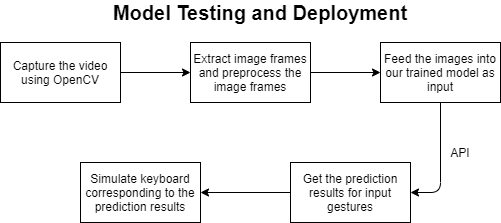 Model Testing and Deployment
Capture the video
using OpenCV
Extract image frames
and preprocess the
image frames
Feed the images into
our trained model as
input
API
Get the prediction
results for input
gestures
Simulate keyboard
corresponding to the
prediction results